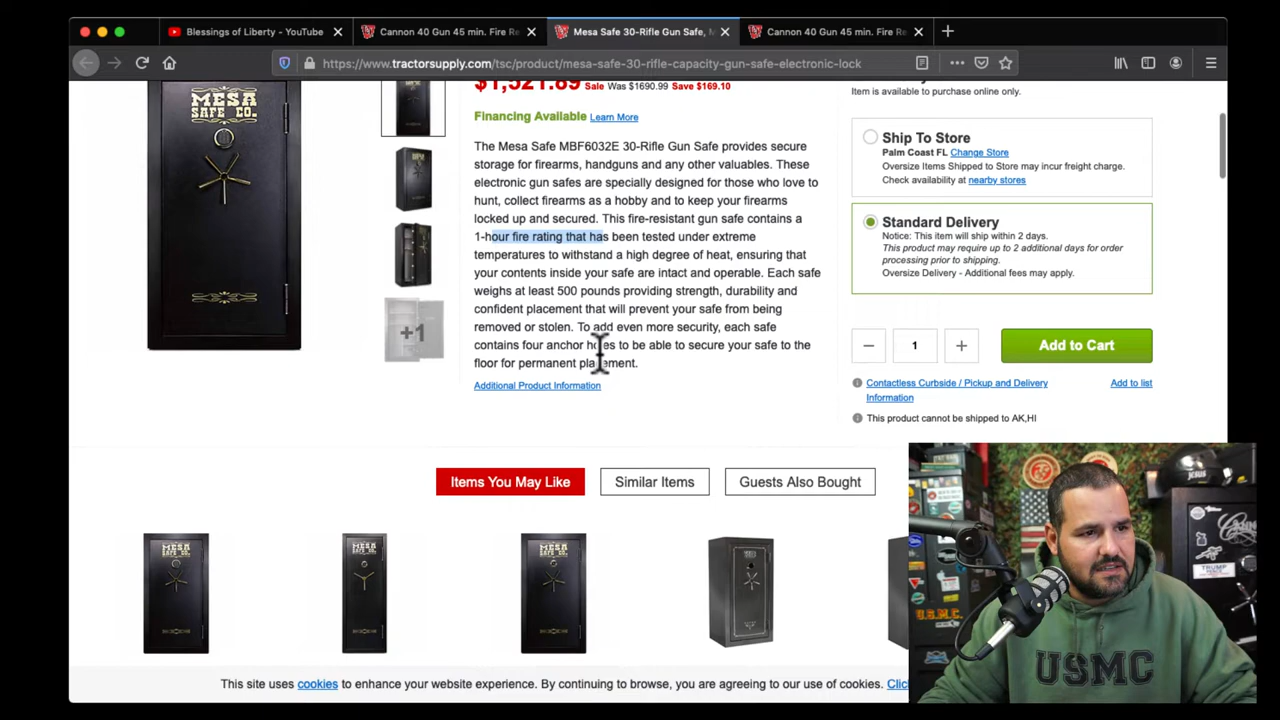 Blessings of Liberty - YouTube
Cannon 40 Gun 45 min. Fire Re
Mesa Safe 30-Rifle Gun Safe, M
Cannon 40 Gun 45 min. Fire Re
https://www.tractorsupply.com/tsc/product/mesa-safe-30-rifle-capacity-gun-safe-electronic-lock
$1,521.89 Sale Was $1690.99 Save $169.10
Financing Available Learn More
The Mesa Safe MBF6032E 30-Rifle Gun Safe provides secure
storage for firearms, handguns and any other valuables. These
electronic gun safes are specially designed for those who love to
hunt, collect firearms as a hobby and to keep your firearms
locked up and secured. This fire-resistant gun safe contains a
1-hour fire rating that has been tested under extreme
temperatures to withstand a high degree of heat, ensuring that
your contents inside your safe are intact and operable. Each safe
weighs at least 500 pounds providing strength, durability and
confident placement that will prevent your safe from being
removed or stolen. To add even more security, each safe
contains four anchor holes to be able to secure your safe to the
floor for permanent placement.
Additional Product Information
MESA
SAFE CO.
+1
Item is available to purchase online only.
Ship To Store
Palm Coast FL Change Store
Oversize Items Shipped to Store may incur freight charge.
Check availability at nearby stores
Standard Delivery
Notice: This item will ship within 2 days.
This product may require up to 2 additional days for order
processing prior to shipping.
Oversize Delivery - Additional fees may apply.
1
Add to Cart
Contactless Curbside / Pickup and Delivery
Information
Add to list
This product cannot be shipped to AK,HI
Items You May Like
Similar Items
Guests Also Bought
MESA
SAFE CO.
MESA
SAFE CO.
MESA
SAFE CO.
This site uses cookies to enhance your website experience. By continuing to browse, you are agreeing to our use of cookies. Clic
JESUS
U.S.M.C.
TRUMP
PENCE
USMC